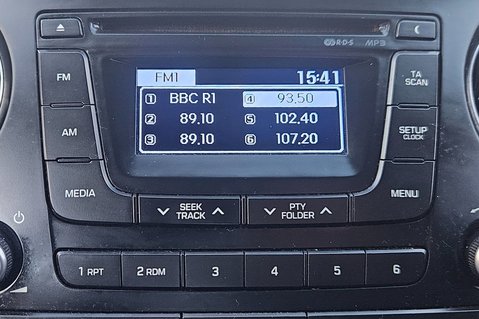 RDS MP3
FM
AM
MEDIA
FM1 15:41
1 BBC R1 4 93.50
2 89.10 5 102.40
3 89.10 6 107.20
TA
SCAN
SETUP
CLOCK
MENU
SEEK
TRACK
PTY
FOLDER
1 RPT 2 RDM 3 4 5 6